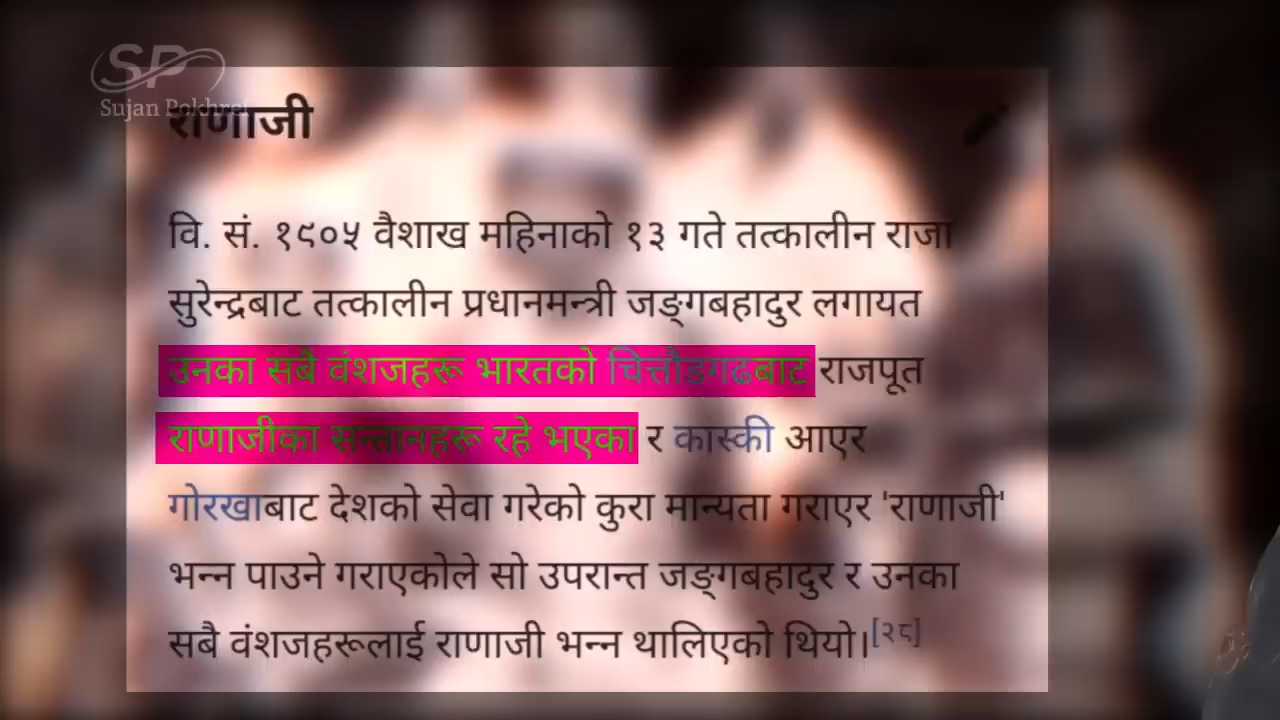 SP
Sujan Pokhrel
राणाजी
वि. सं. १९०५ वैशाख महिनाको १३ गते तत्कालीन राजा
सुरेन्द्रबाट तत्कालीन प्रधानमन्त्री जङ्गबहादुर लगायत
उनका सबै वंशजहरू भारतको चित्तौडगढबाट राजपूत
राणाजीका सन्तानहरू रहे भएका र कास्की आएर
गोरखाबाट देशको सेवा गरेको कुरा मान्यता गराएर 'राणाजी'
भन्न पाउने गराएकोले सो उपरान्त जङ्गबहादुर र उनका
सबै वंशजहरूलाई राणाजी भन्न थालिएको थियो।[२८]